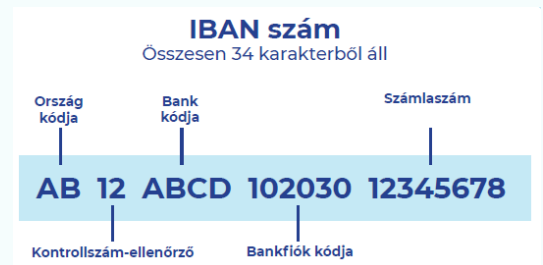 IBAN szám
Összesen 34 karakterből áll
Ország
kódja
Bank
kódja
Számlaszám
AB 12 ABCD 102030 12345678
Kontrollszám-ellenőrző
Bankfiók kódja